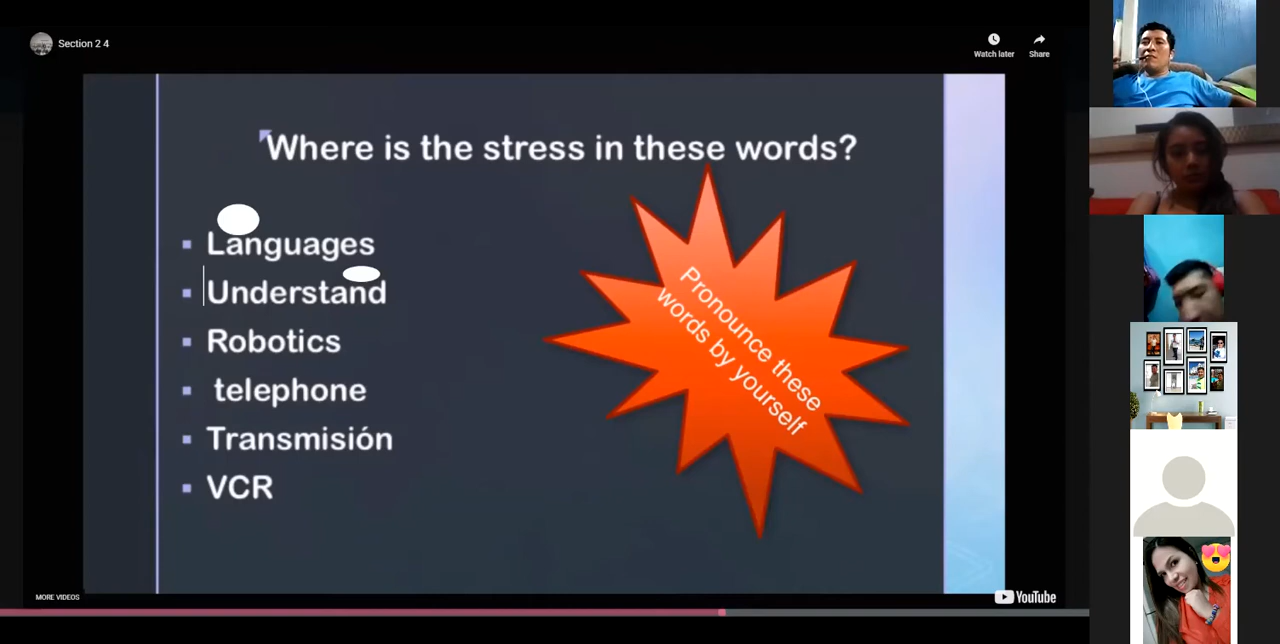 Section 2 4
Watch later
Share
Where is the stress in these words?
Languages
Understand
Robotics
telephone
Transmisión
VCR
Pronounce these
words by yourself
MORE VIDEOS
YouTube